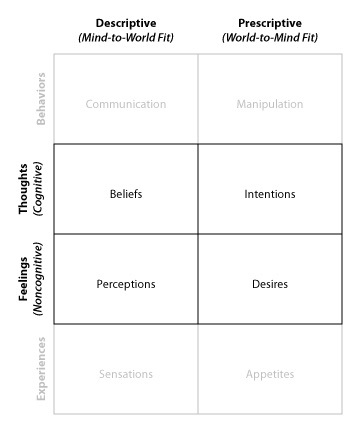 Descriptive Prescriptive
(Mind-to-World Fit) (World-to-Mind Fit)
Behaviors
Communication Manipulation
Thoughts
(Cognitive)
Beliefs Intentions
Feelings
(Noncognitive)
Perceptions Desires
Experiences
Sensations Appetites